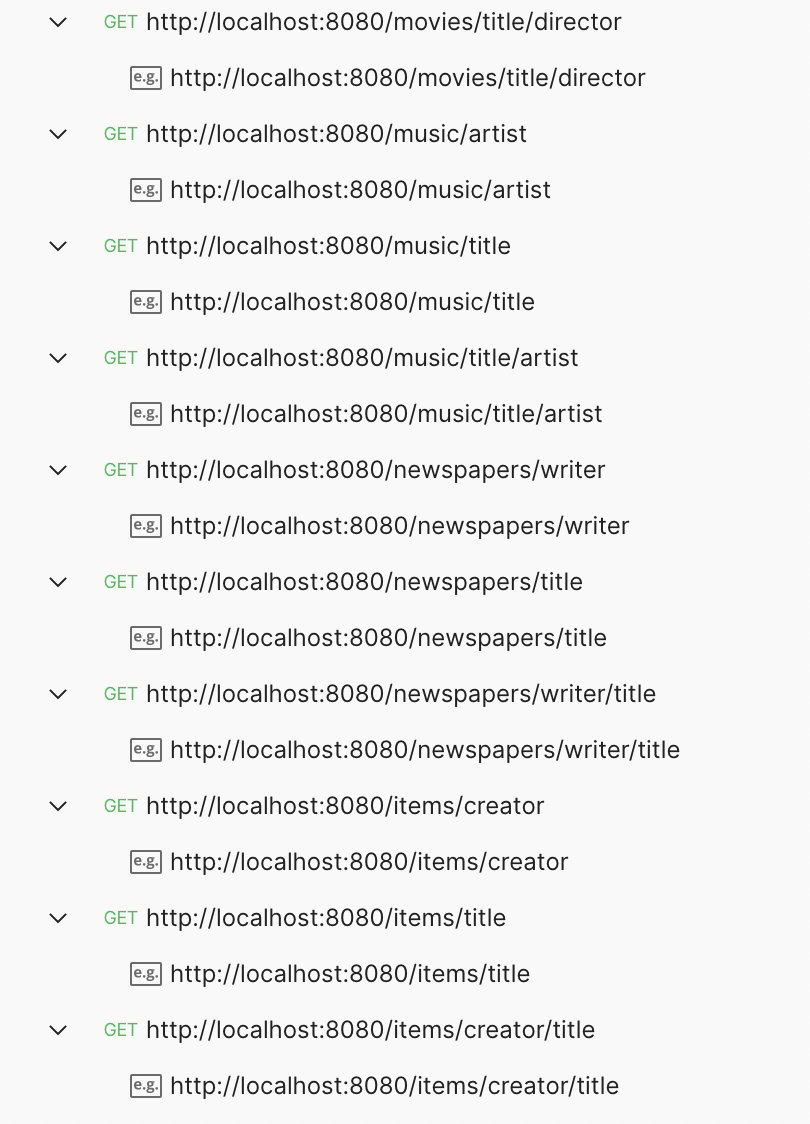 GET http://localhost:8080/movies/title/director
e.g. http://localhost:8080/movies/title/director
GET http://localhost:8080/music/artist
e.g. http://localhost:8080/music/artist
GET http://localhost:8080/music/title
e.g. http://localhost:8080/music/title
GET http://localhost:8080/music/title/artist
e.g. http://localhost:8080/music/title/artist
GET http://localhost:8080/newspapers/writer
e.g. http://localhost:8080/newspapers/writer
GET http://localhost:8080/newspapers/title
e.g. http://localhost:8080/newspapers/title
GET http://localhost:8080/newspapers/writer/title
e.g. http://localhost:8080/newspapers/writer/title
GET http://localhost:8080/items/creator
e.g. http://localhost:8080/items/creator
GET http://localhost:8080/items/title
e.g. http://localhost:8080/items/title
GET http://localhost:8080/items/creator/title
e.g. http://localhost:8080/items/creator/title